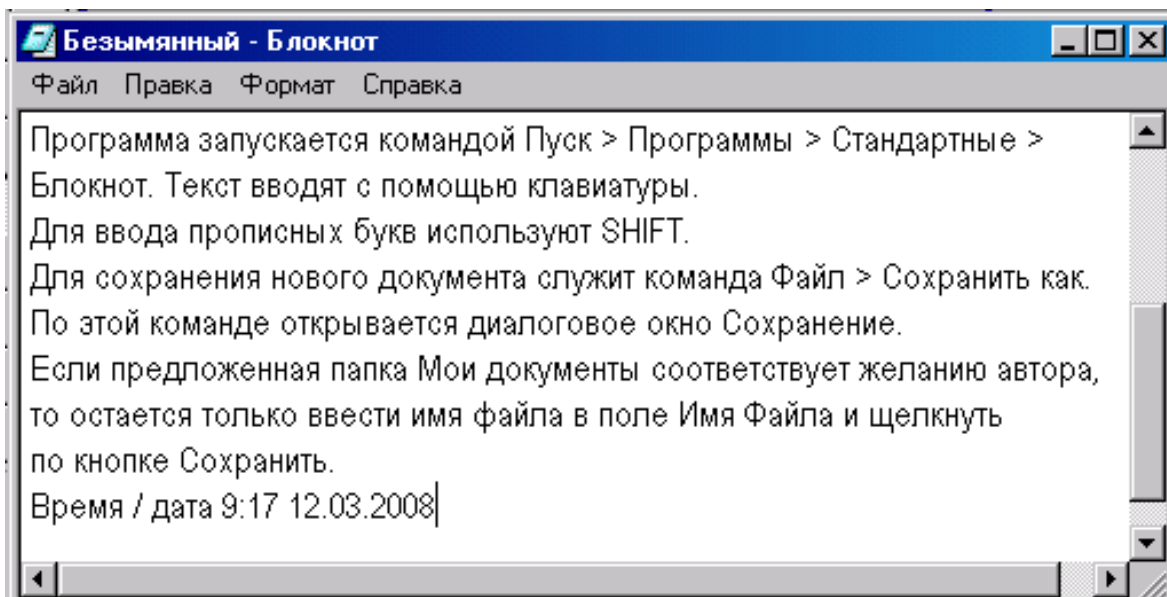 Безымянный - Блокнот
Файл Правка Формат Справка
Программа запускается командой Пуск > Программы > Стандартные >
Блокнот. Текст вводят с помощью клавиатуры.
Для ввода прописных букв используют SHIFT.
Для сохранения нового документа служит команда Файл > Сохранить как.
По этой команде открывается диалоговое окно Сохранение.
Если предложенная папка Мои документы соответствует желанию автора,
то остается только ввести имя файла в поле Имя Файла и щелкнуть
по кнопке Сохранить.
Время / дата 9:17 12.03.2008